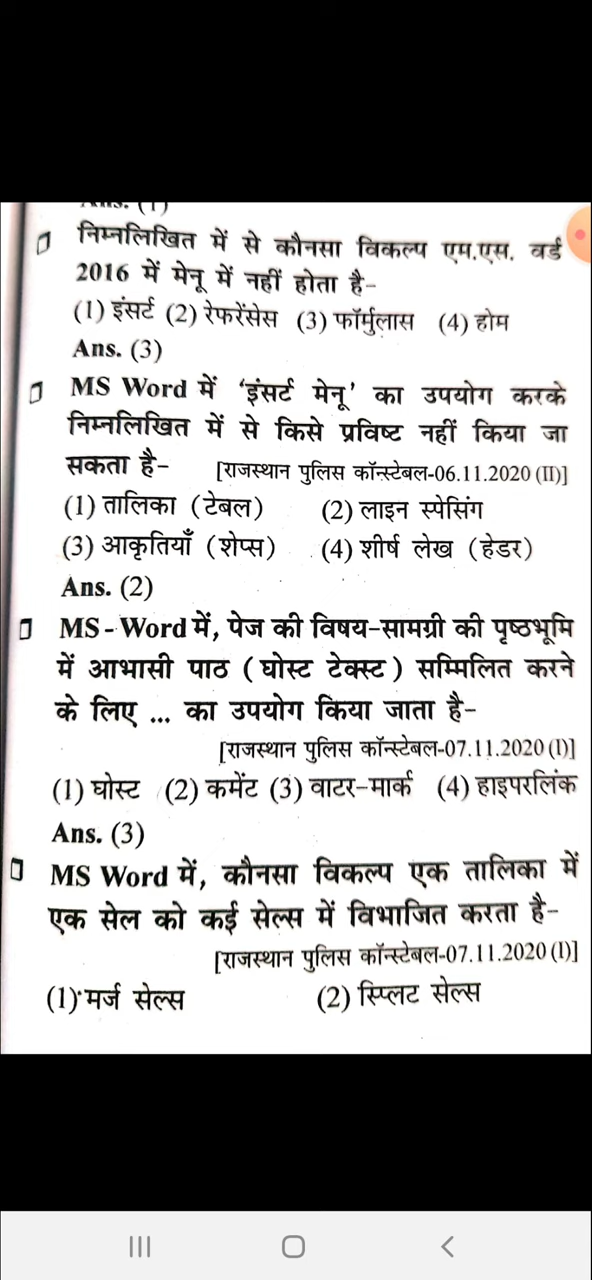 Ans. (1)
निम्नलिखित में से कौनसा विकल्प एम.एस. वर्ड
2016 में मेनू में नहीं होता है-
(1) इंसर्ट (2) रेफरेंसेस (3) फॉर्मुलास (4) होम
Ans. (3)
MS Word में 'इंसर्ट मेनू' का उपयोग करके
निम्नलिखित में से किसे प्रविष्ट नहीं किया जा
सकता है- [राजस्थान पुलिस कॉन्स्टेबल-06.11.2020 (II)]
(1) तालिका (टेबल) (2) लाइन स्पेसिंग
(3) आकृतियाँ (शेप्स) (4) शीर्ष लेख (हेडर)
Ans. (2)
MS-Word में, पेज की विषय-सामग्री की पृष्ठभूमि
में आभासी पाठ (घोस्ट टेक्स्ट) सम्मिलित करने
के लिए ... का उपयोग किया जाता है-
[राजस्थान पुलिस कॉन्स्टेबल-07.11.2020 (I)]
(1) घोस्ट (2) कमेंट (3) वाटर-मार्क (4) हाइपरलिंक
Ans. (3)
MS Word में, कौनसा विकल्प एक तालिका में
एक सेल को कई सेल्स में विभाजित करता है-
[राजस्थान पुलिस कॉन्स्टेबल-07.11.2020 (I)]
(1) मर्ज सेल्स (2) स्प्लिट सेल्स